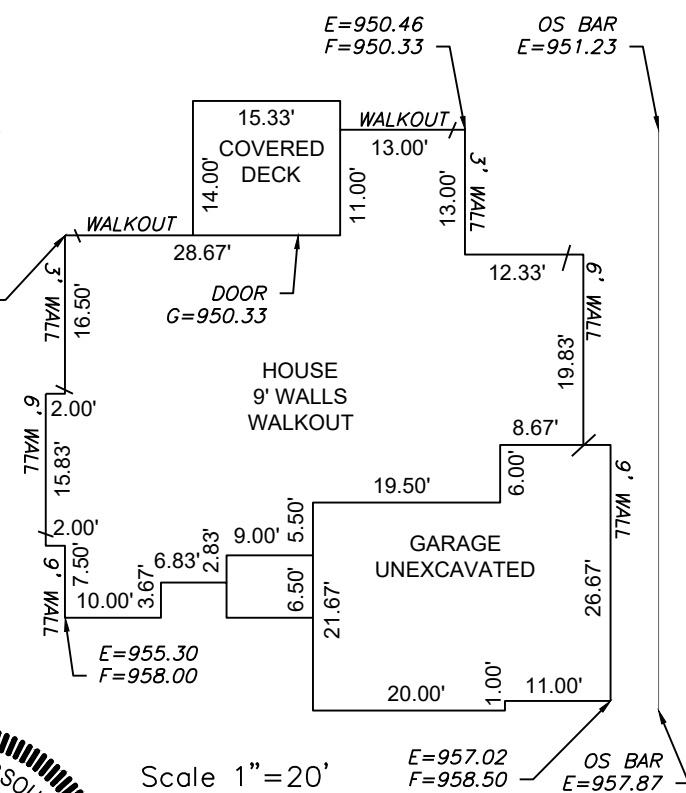 E=950.46
F=950.33
OS BAR
E=951.23
15.33'
COVERED
DECK
14.00'
11.00'
WALKOUT
13.00'
13.00'
3' WALL
WALKOUT
28.67'
12.33'
DOOR
G=950.33
3' WALL
16.50'
6' WALL
19.83'
HOUSE
9' WALLS
WALKOUT
2.00'
6' WALL
15.83'
8.67'
6.00'
9' WALL
19.50'
2.00'
9' WALL
7.50'
9.00'
5.50'
GARAGE
UNEXCAVATED
6.83'
2.83'
10.00'
3.67'
6.50'
21.67'
26.67'
E=955.30
F=958.00
20.00'
1.00'
11.00'
Scale 1"=20'
E=957.02
F=958.50
OS BAR
E=957.87